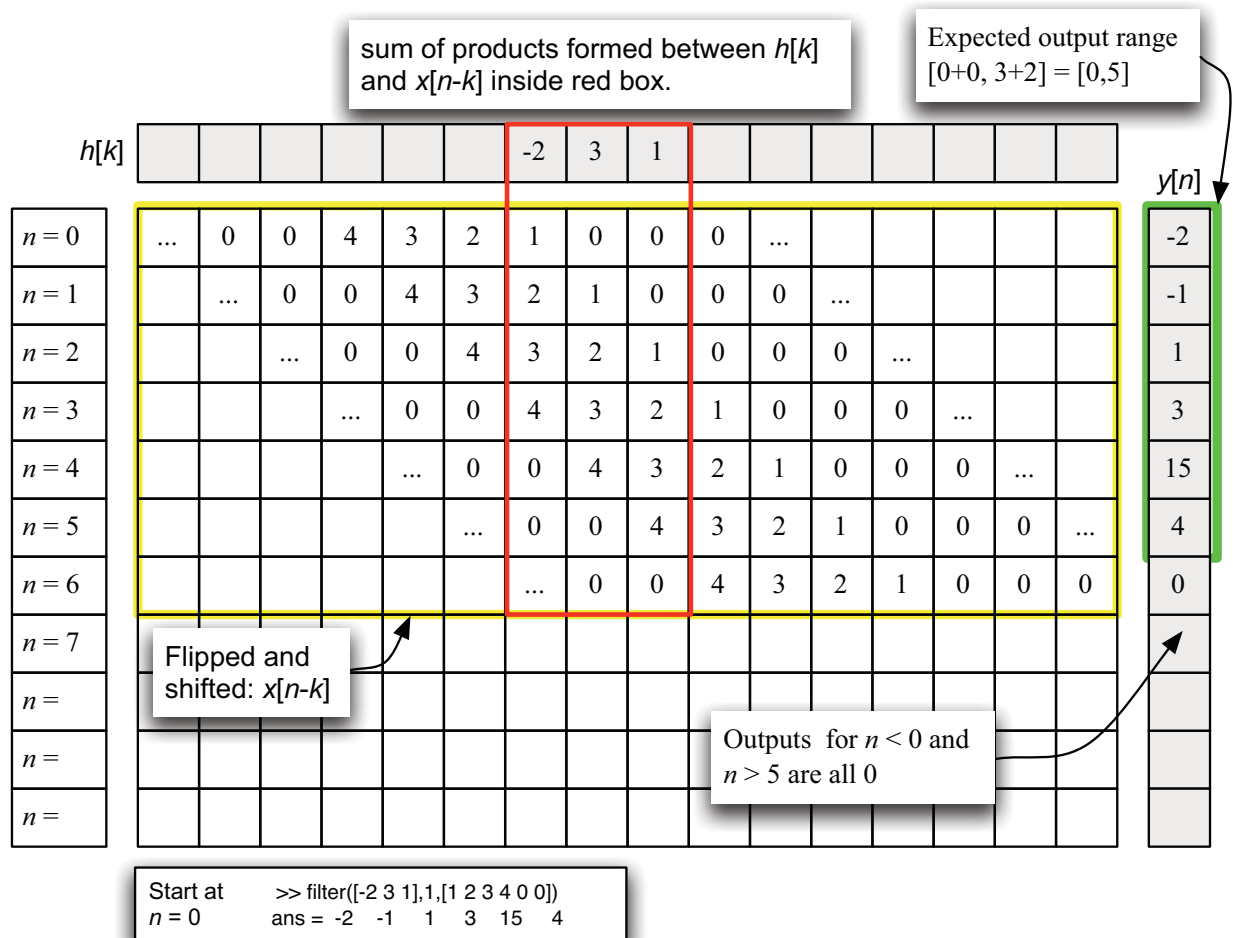 sum of products formed between h[k]
and x[n-k] inside red box.
Expected output range
[0+0, 3+2] = [0,5]
h[k] -2 3 1
y[n]
n = 0 ... 0 0 4 3 2 1 0 0 0 ... -2
n = 1 ... 0 0 4 3 2 1 0 0 0 ... -1
n = 2 ... 0 0 4 3 2 1 0 0 0 ... 1
n = 3 ... 0 0 4 3 2 1 0 0 0 ... 3
n = 4 ... 0 0 4 3 2 1 0 0 0 ... 15
n = 5 ... 0 0 4 3 2 1 0 0 0 ... 4
n = 6 ... 0 0 4 3 2 1 0 0 0 0
n = 7
n =
n =
n =
Flipped and
shifted: x[n-k]
Outputs for n < 0 and
n > 5 are all 0
Start at >> filter([-2 3 1],1,[1 2 3 4 0 0])
n = 0 ans = -2 -1 1 3 15 4